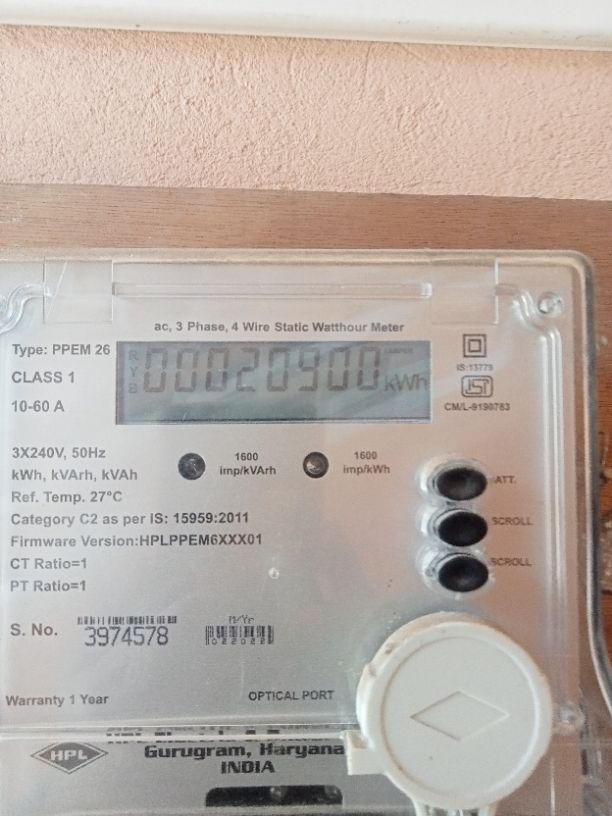 ac, 3 Phase, 4 Wire Static Watthour Meter
Type: PPEM 26
CLASS 1
10-60 A
R
Y
B
00020900 kWh
IS:13779
ISI
CM/L-9190763
3X240V, 50Hz
kWh, kVArh, kVAh
Ref. Temp. 27°C
Category C2 as per IS: 15959:2011
Firmware Version:HPLPPEM6XXX01
CT Ratio=1
PT Ratio=1
1600
imp/kVArh
1600
imp/kWh
ATT.
SCROLL
SCROLL
S. No. 3974578
M/Yr
022022
Warranty 1 Year
OPTICAL PORT
HPL
Gurugram, Haryana
INDIA